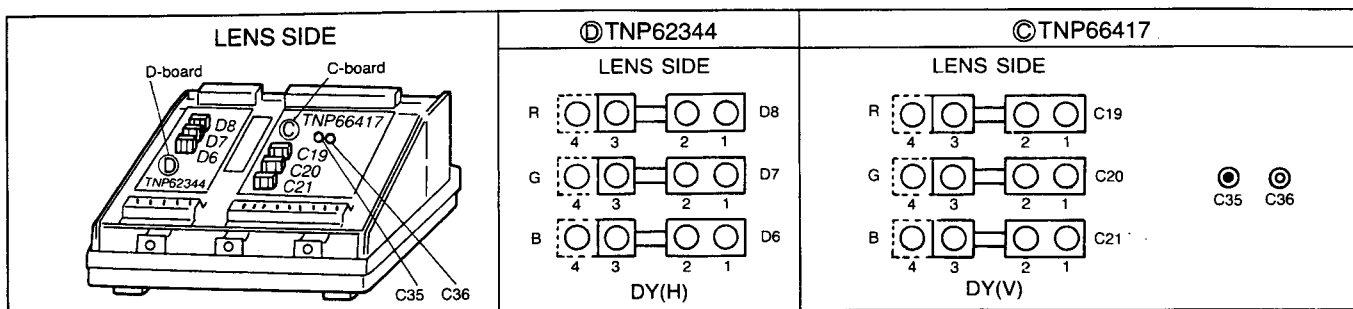 LENS SIDE
D-board
C-board
D8
D7
D6
D
TNP62344
C
TNP66417
C19
C20
C21
C35
C36
Ⓓ TNP62344
LENS SIDE
R
4 3 2 1
D8
G
4 3 2 1
D7
B
4 3 2 1
D6
DY(H)
Ⓒ TNP66417
LENS SIDE
R
4 3 2 1
C19
G
4 3 2 1
C20
B
4 3 2 1
C21
DY(V)
C35 C36